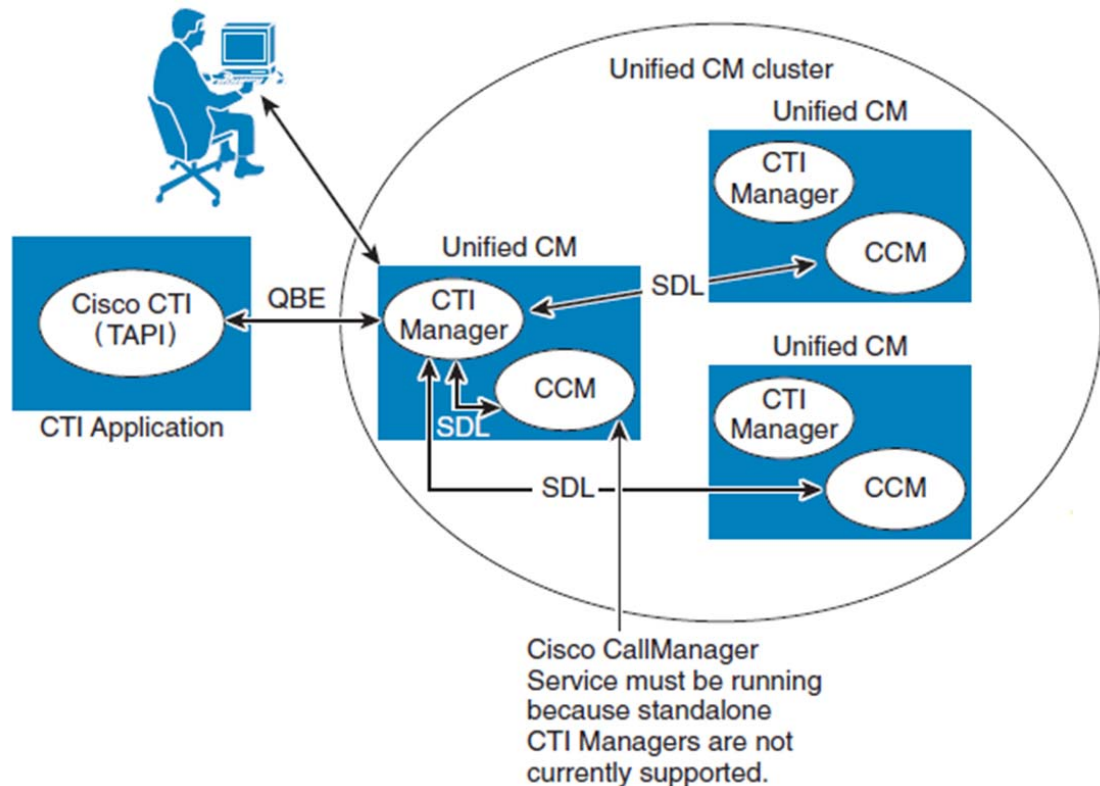 Unified CM cluster
Unified CM
CTI
Manager
CCM
Unified CM
SDL
Cisco CTI
(TAPI)
QBE
CTI
Manager
CCM
SDL
CTI Application
Unified CM
CTI
Manager
CCM
SDL
Cisco CallManager
Service must be running
because standalone
CTI Managers are not
currently supported.